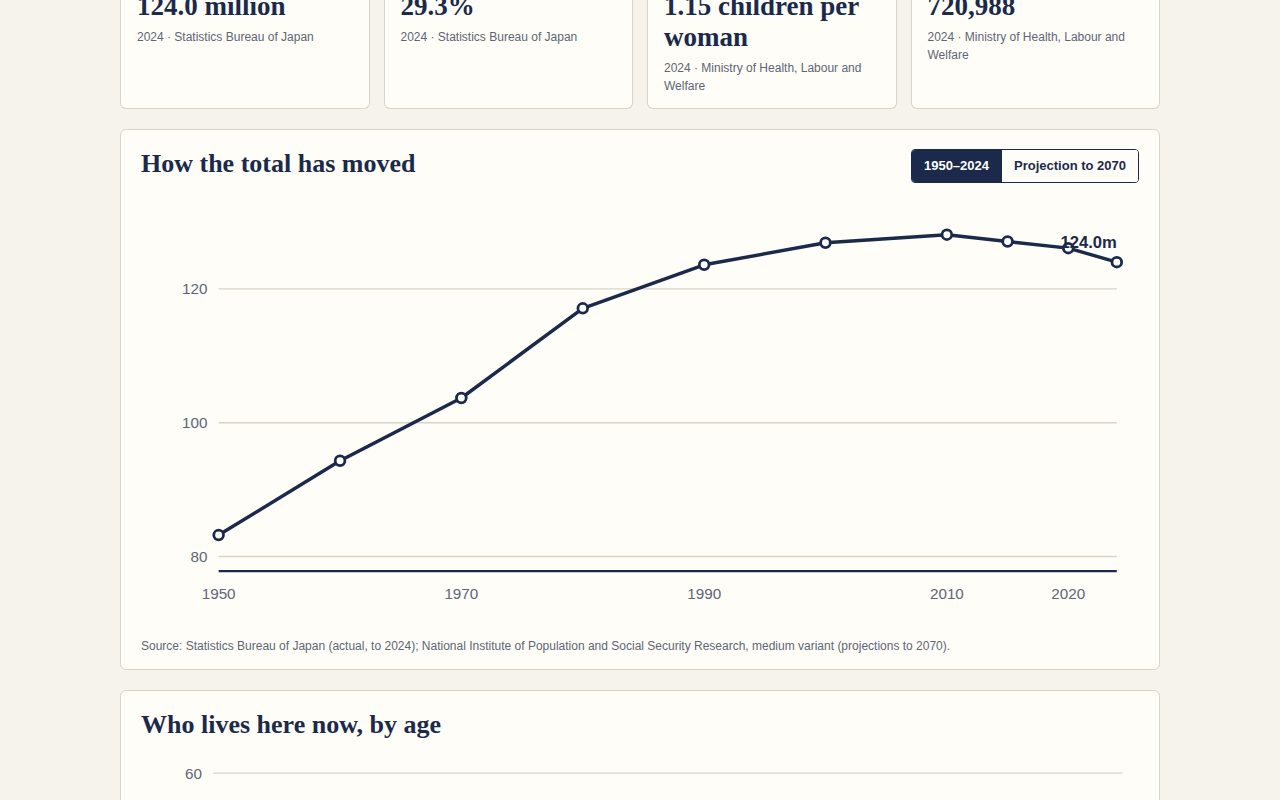 124.0 million
2024 · Statistics Bureau of Japan
29.3%
2024 · Statistics Bureau of Japan
1.15 children per
woman
2024 · Ministry of Health, Labour and
Welfare
720,988
2024 · Ministry of Health, Labour and
Welfare
How the total has moved
1950–2024
Projection to 2070
124.0m
120
100
80
1950
1970
1990
2010
2020
Source: Statistics Bureau of Japan (actual, to 2024); National Institute of Population and Social Security Research, medium variant (projections to 2070).
Who lives here now, by age
60